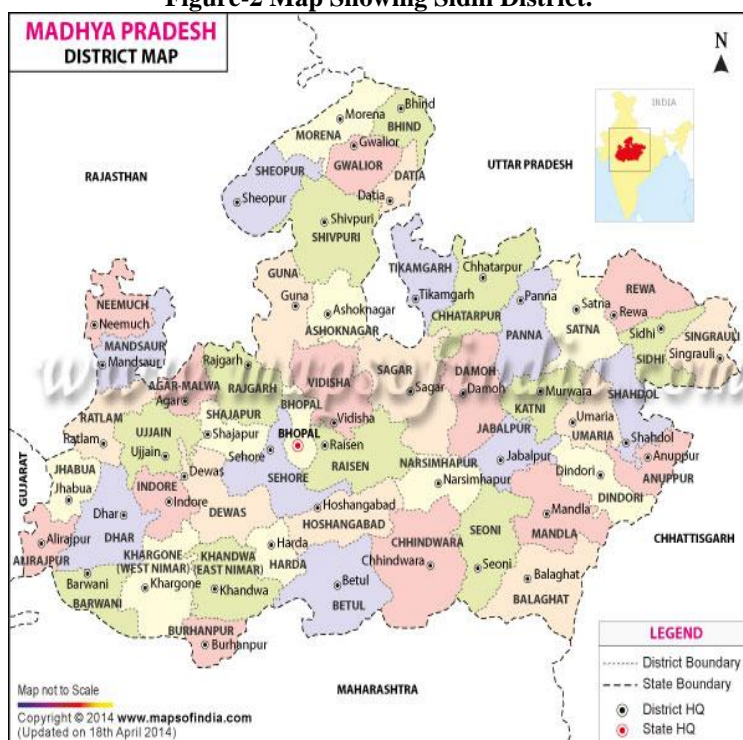 Figure-2 Map Showing Sidhi District.
MADHYA PRADESH
DISTRICT MAP
N
INDIA
RAJASTHAN
UTTAR PRADESH
Morena
MORENA
Bhind
BHIND
Gwalior
GWALIOR
SHEOPUR
Sheopur
DATIA
Datia
Shivpuri
SHIVPURI
TIKAMGARH
Tikamgarh
Chhatarpur
CHHATARPUR
Panna
PANNA
Satna
SATNA
REWA
Rewa
Sidhi
SIDHI
SINGRAULI
Singrauli
GUNA
Guna
Ashoknagar
ASHOKNAGAR
NEEMUCH
Neemuch
MANDSAUR
Mandsaur
www.mapsofindia.com
AGAR-MALWA
Agar
Rajgarh
RAJGARH
VIDISHA
Vidisha
SAGAR
Sagar
DAMOH
Damoh
Murwara
KATNI
SHAHDOL
Shahdol
Umaria
UMARIA
RATLAM
Ratlam
UJJAIN
Ujjain
SHAJAPUR
Shajapur
BHOPAL
BHOPAL
Raisen
RAISEN
Sehore
SEHORE
JABALPUR
Jabalpur
NARSIMHAPUR
Narsimhapur
Dindori
DINDORI
Anuppur
ANUPPUR
GUJARAT
JHABUA
Jhabua
Dewas
DEWAS
INDORE
Indore
Dhar
DHAR
Hoshangabad
HOSHANGABAD
Alirajpur
ALIRAJPUR
Harda
HARDA
Mandla
MANDLA
CHHATTISGARH
CHHINDWARA
Chhindwara
SEONI
Seoni
Balaghat
BALAGHAT
Barwani
BARWANI
KHARGONE
(WEST NIMAR)
Khargone
KHANDWA
(EAST NIMAR)
Khandwa
Betul
BETUL
BURHANPUR
Burhanpur
MAHARASHTRA
LEGEND
District Boundary
State Boundary
District HQ
State HQ
Map not to Scale
Copyright © 2014 www.mapsofindia.com
(Updated on 18th April 2014)